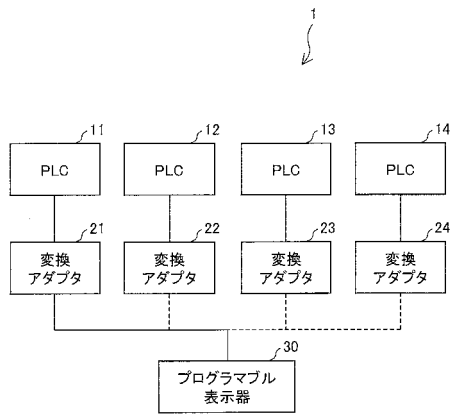 1
11
12
13
14
PLC
PLC
PLC
PLC
21
22
23
24
変換
アダプタ
変換
アダプタ
変換
アダプタ
変換
アダプタ
30
プログラマブル
表示器